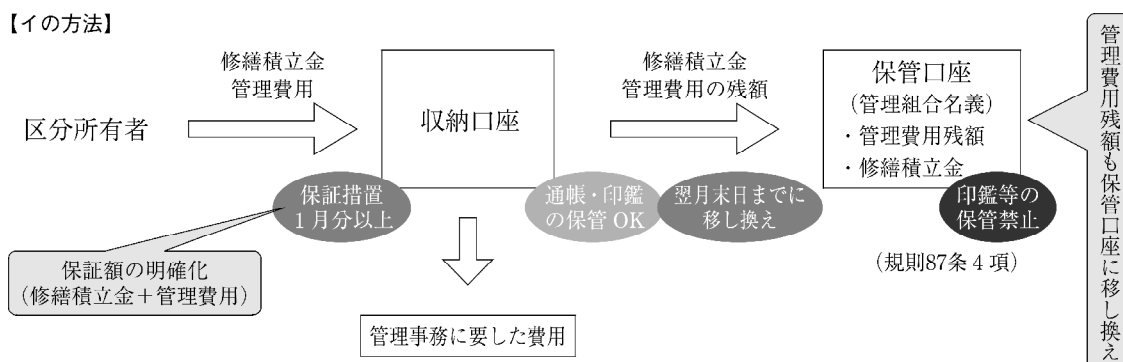 【イの方法】
区分所有者
修繕積立金
管理費用
収納口座
修繕積立金
管理費用の残額
保管口座
（管理組合名義）
・管理費用残額
・修繕積立金
保証措置
1月分以上
通帳・印鑑
の保管 OK
翌月末日までに
移し換え
印鑑等の
保管禁止
（規則87条 4 項）
保証額の明確化
（修繕積立金＋管理費用）
管理事務に要した費用
管理費用残額も保管口座に移し換え